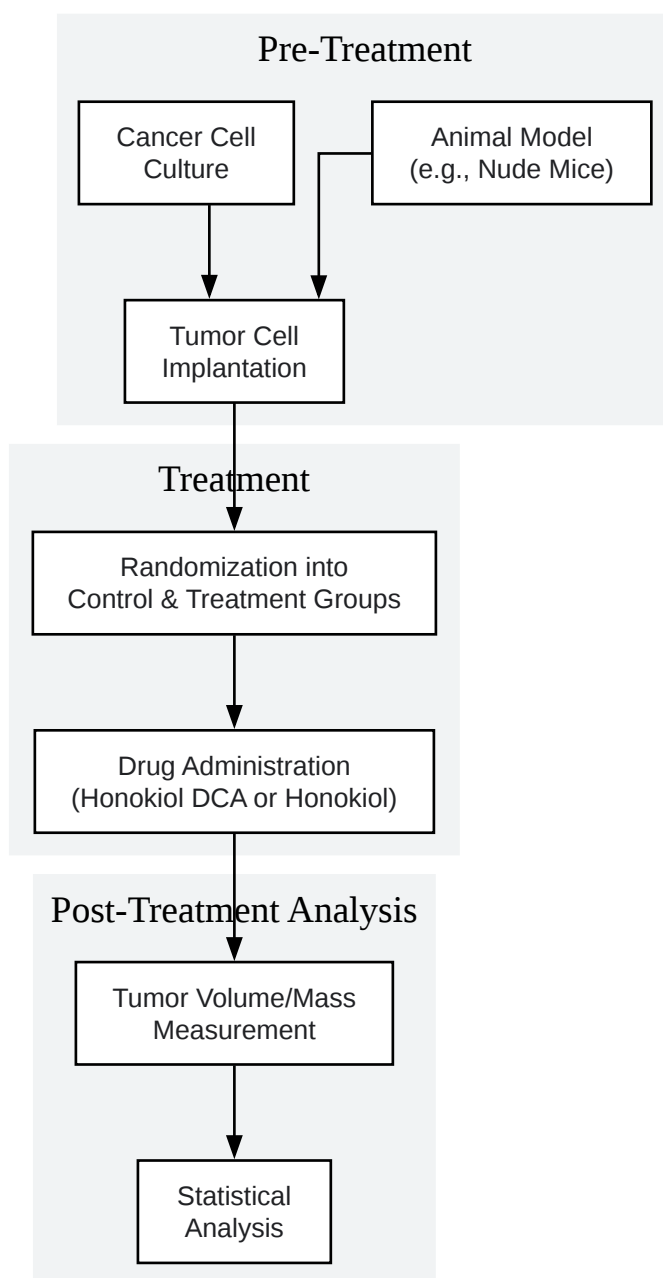 Pre-Treatment
Cancer Cell
Culture
Animal Model
(e.g., Nude Mice)
Tumor Cell
Implantation
Treatment
Randomization into
Control & Treatment Groups
Drug Administration
(Honokiol DCA or Honokiol)
Post-Treatment Analysis
Tumor Volume/Mass
Measurement
Statistical
Analysis